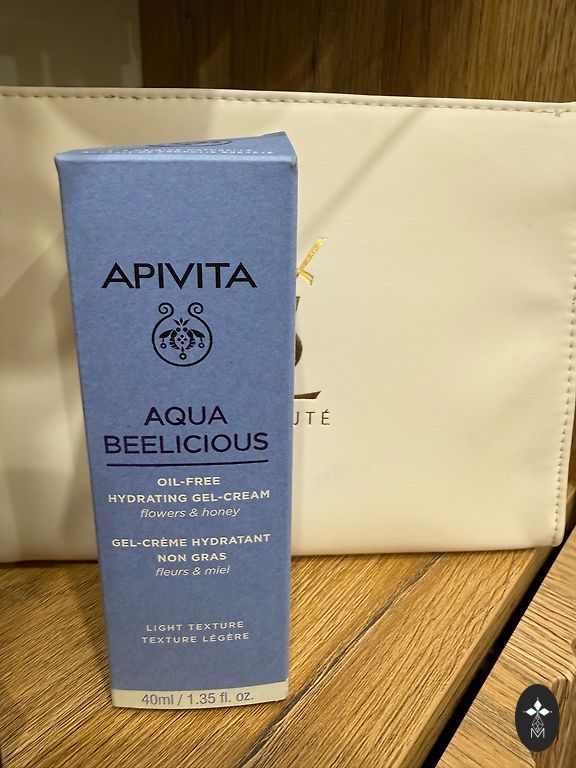 APIVITA
AQUA
BEELICIOUS
OIL-FREE
HYDRATING GEL-CREAM
flowers & honey
GEL-CRÈME HYDRATANT
NON GRAS
fleurs & miel
LIGHT TEXTURE
TEXTURE LÉGÈRE
40ml / 1.35 fl. oz.